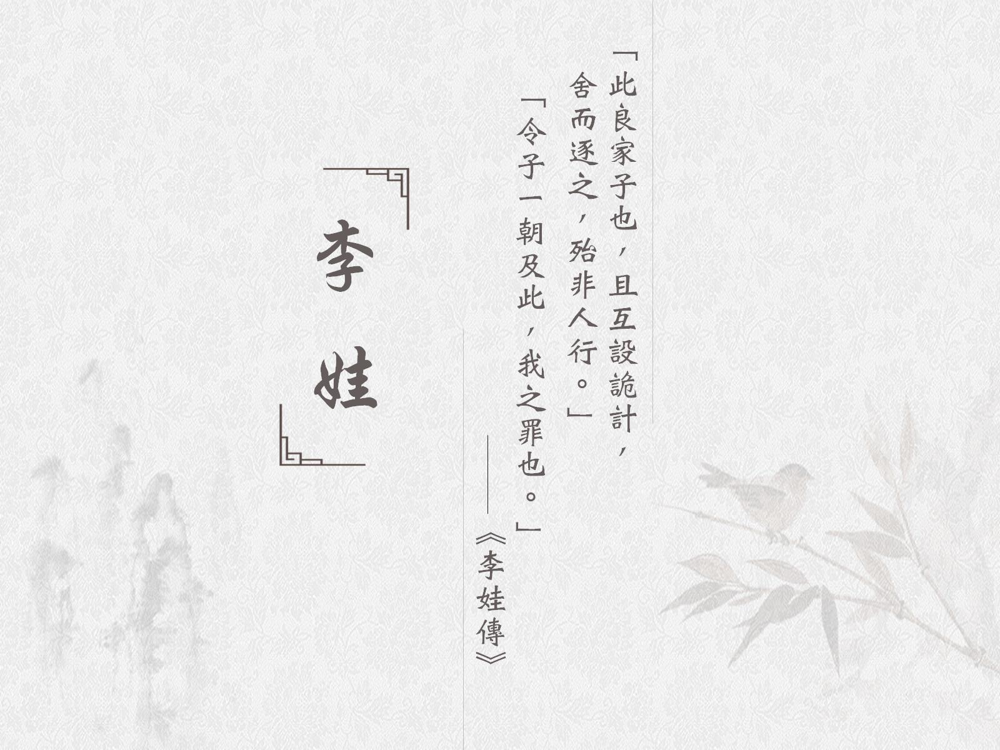 「此良家子也，且互設詭計，
舍而逐之，殆非人行。」
「令子一朝及此，我之罪也。」
——《李娃傳》
李娃